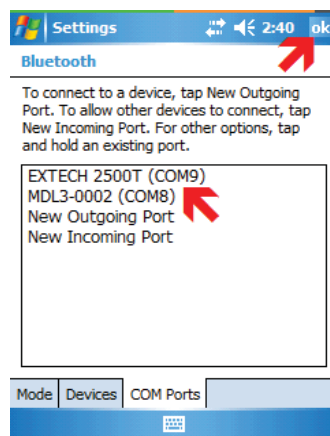 Settings 2:40 ok
Bluetooth
To connect to a device, tap New Outgoing
Port. To allow other devices to connect, tap
New Incoming Port. For other options, tap
and hold an existing port.
EXTECH 2500T (COM9)
MDL3-0002 (COM8)
New Outgoing Port
New Incoming Port
Mode Devices COM Ports